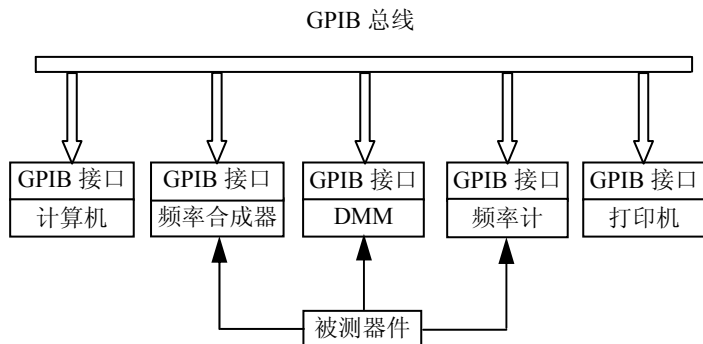 GPIB 总线
GPIB 接口
计算机
GPIB 接口
频率合成器
GPIB 接口
DMM
GPIB 接口
频率计
GPIB 接口
打印机
被测器件